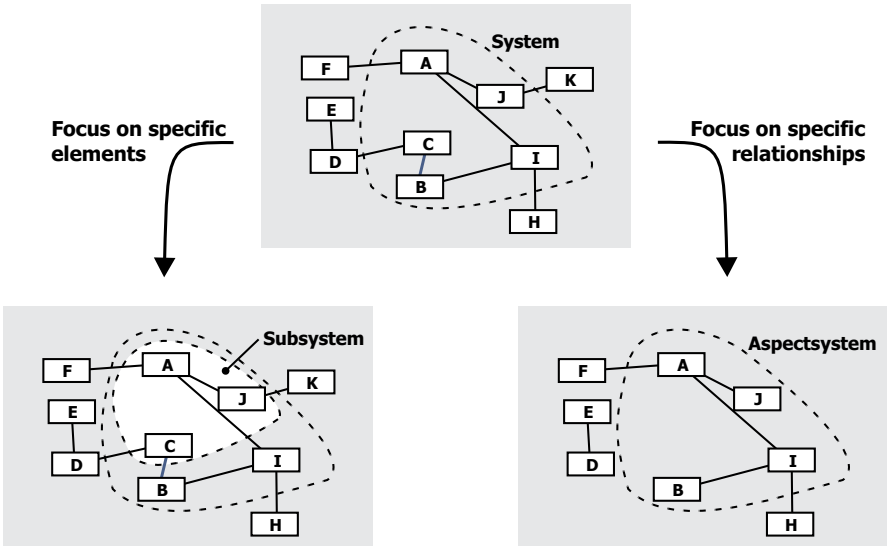 System
F
A
K
J
E
C
D
I
B
H
Focus on specific
elements
Focus on specific
relationships
Subsystem
F
A
K
J
E
C
D
I
B
H
Aspectsystem
F
A
J
E
D
I
B
H